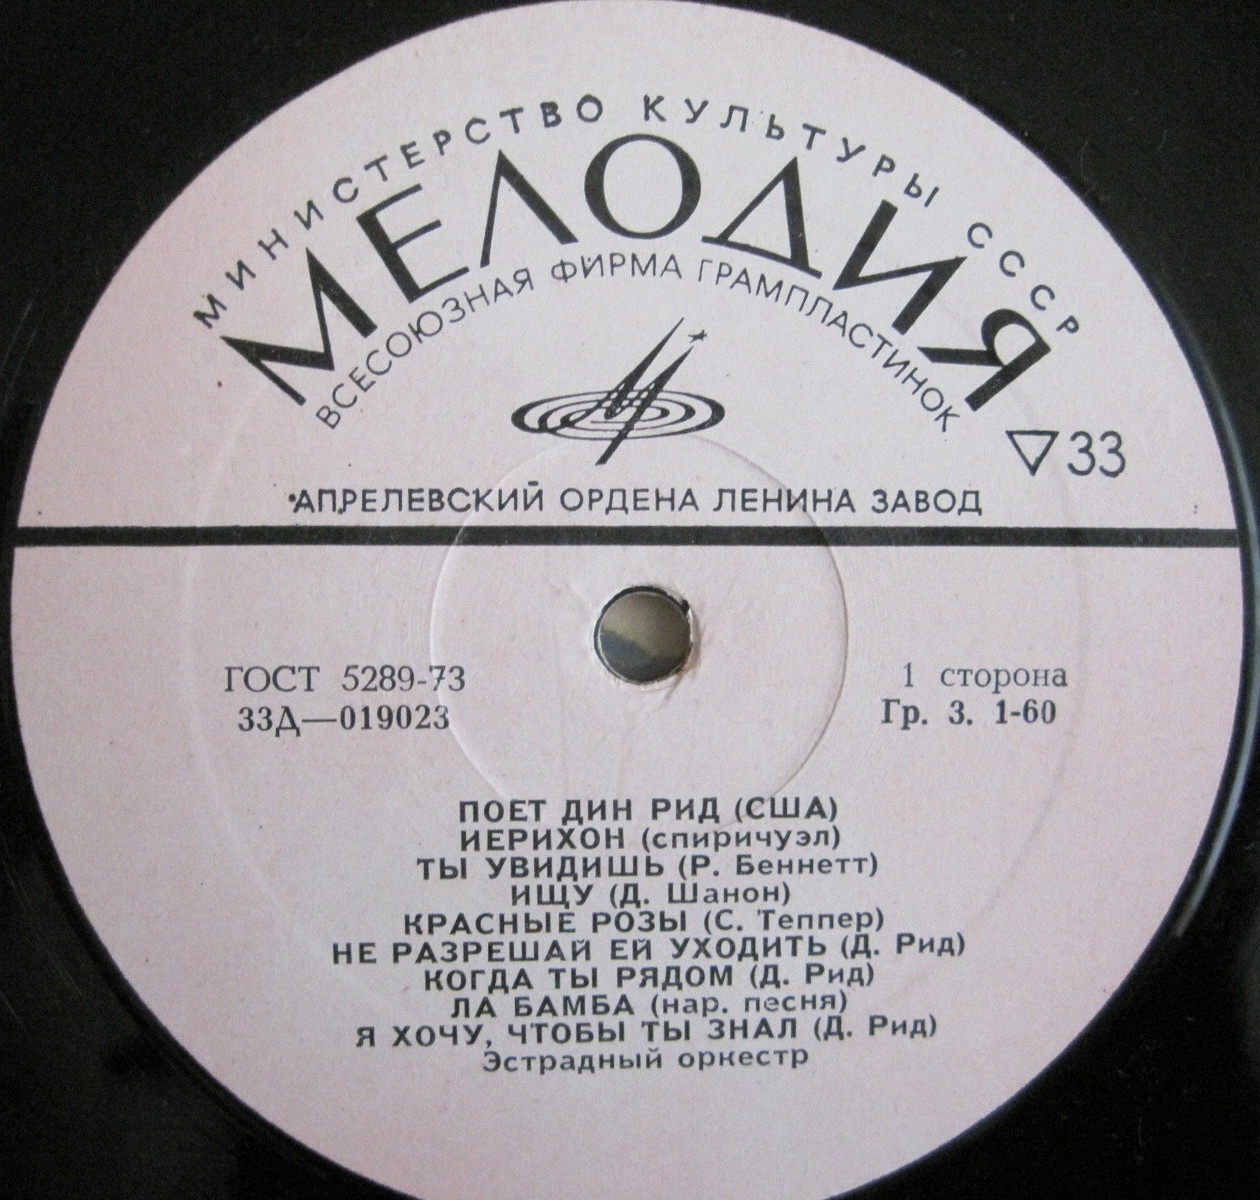 МИНИСТЕРСТВО КУЛЬТУРЫ СССР
МЕЛОДИЯ
ВСЕСОЮЗНАЯ ФИРМА ГРАМПЛАСТИНОК
33
АПРЕЛЕВСКИЙ ОРДЕНА ЛЕНИНА ЗАВОД
ГОСТ 5289-73
33Д—019023
1 сторона
Гр. 3. 1-60
ПОЕТ ДИН РИД (США)
ИЕРИХОН (спиричуэл)
ТЫ УВИДИШЬ (Р. Беннетт)
ИЩУ (Д. Шанон)
КРАСНЫЕ РОЗЫ (С. Теппер)
НЕ РАЗРЕШАЙ ЕЙ УХОДИТЬ (Д. Рид)
КОГДА ТЫ РЯДОМ (Д. Рид)
ЛА БАМБА (нар. песня)
Я ХОЧУ, ЧТОБЫ ТЫ ЗНАЛ (Д. Рид)
Эстрадный оркестр